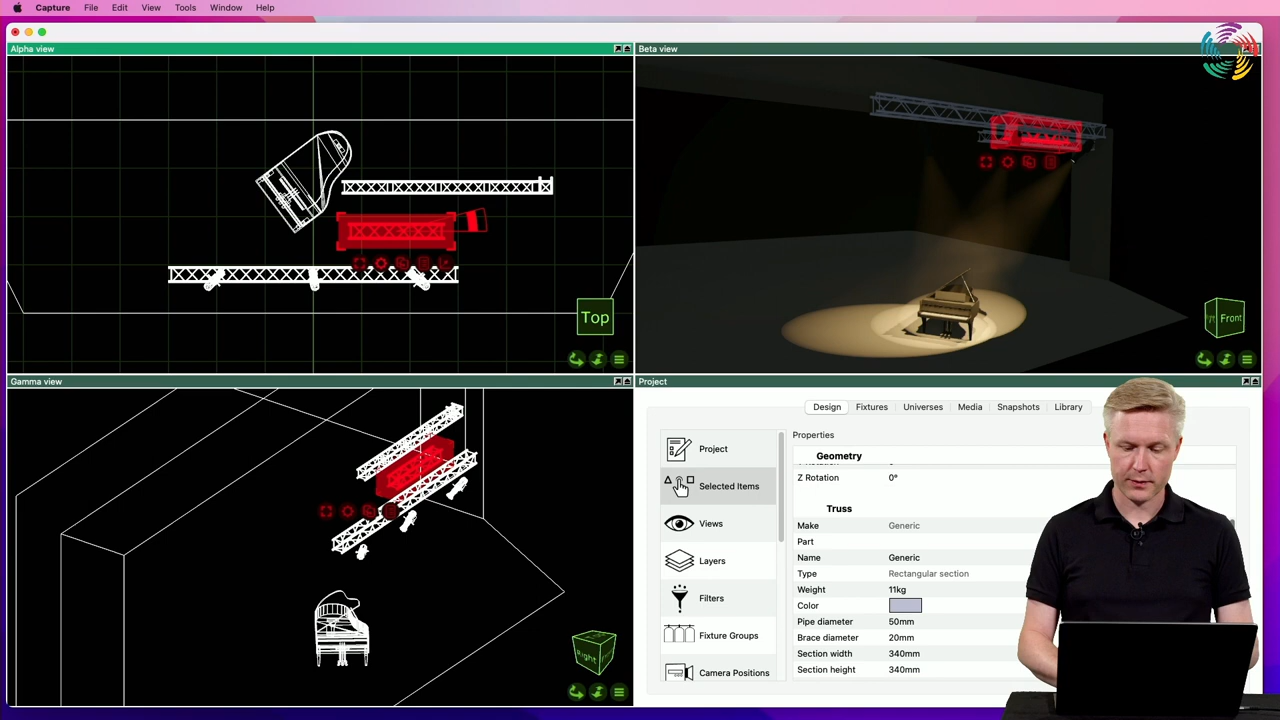 Capture File Edit View Tools Window Help
Alpha view
Beta view
Top
Front
Gamma view
Project
Right
Design Fixtures Universes Media Snapshots Library
Project
Selected Items
Views
Layers
Filters
Fixture Groups
Camera Positions
Properties
Geometry
Z Rotation 0°
Truss
Make Generic
Part
Name Generic
Type Rectangular section
Weight 11kg
Color
Pipe diameter 50mm
Brace diameter 20mm
Section width 340mm
Section height 340mm